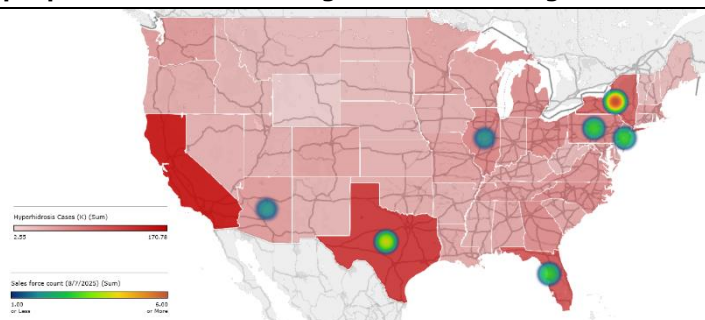 Hyperhidrosis Cases (K) (Sum)
2.55 170.78
Sales force count (8/7/2025) (Sum)
1.00 6.00
or Less or More